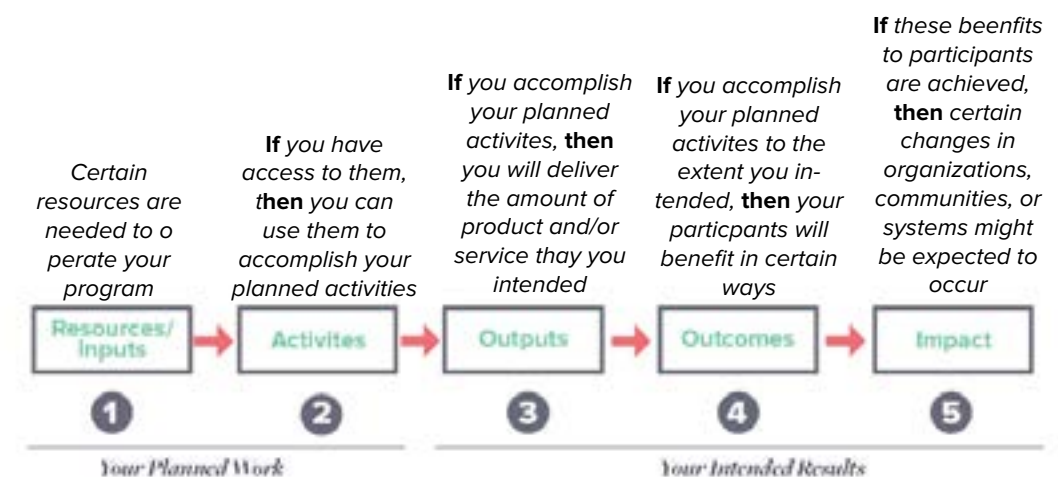 Certain
resources are
needed to o
perate your
program
If you have
access to them,
then you can
use them to
accomplish your
planned activities
If you accomplish
your planned
activites, then
you will deliver
the amount of
product and/or
service thay you
intended
If you accomplish
your planned
activites to the
extent you in-
tended, then your
particpants will
benefit in certain
ways
If these beenfits
to participants
are achieved,
then certain
changes in
organizations,
communities, or
systems might
be expected to
occur
Resources/
Inputs
Activites
Outputs
Outcomes
Impact
1
2
3
4
5
Your Planned Work
Your Intended Results